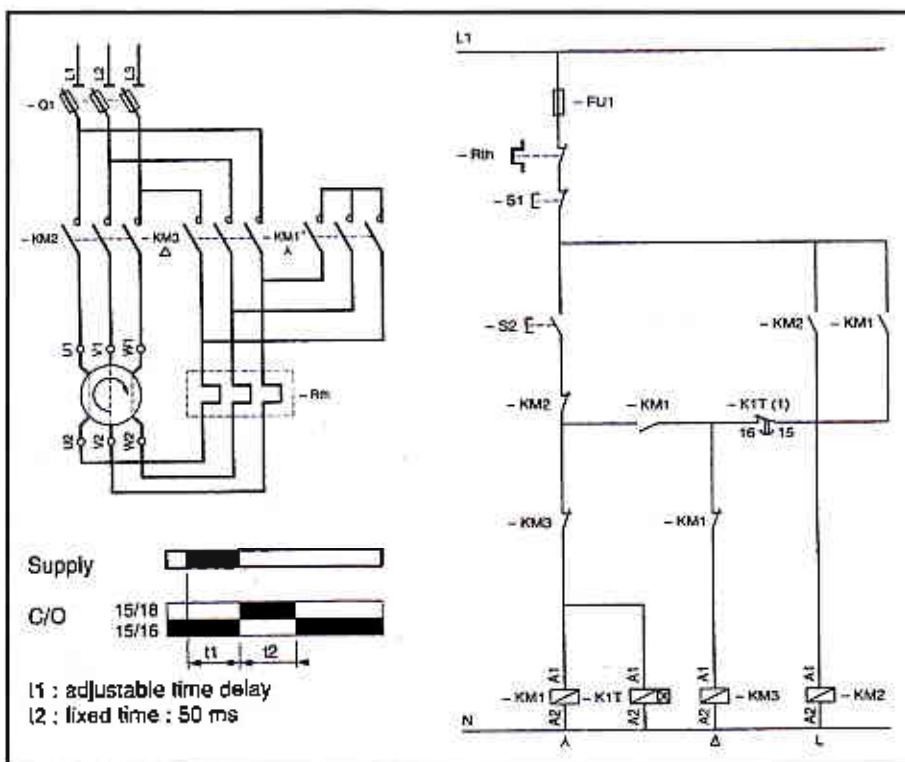 L1 L2 L3
– Q1
– KM2
– KM3
Δ
– KM1
U1 V1 W1
– Rth
U2 V2 W2
Supply
C/O
15/18
15/16
t1
t2
t1 : adjustable time delay
t2 : fixed time : 50 ms
L1
– FU1
– Rth
– S1
– S2
– KM2
– KM1
– KM2
– KM1
– K1T (1)
16 15
– KM3
– KM1
A1 A1 A1 A1
– KM1
– K1T
– KM3
– KM2
A2 A2 A2 A2
N
Δ
L